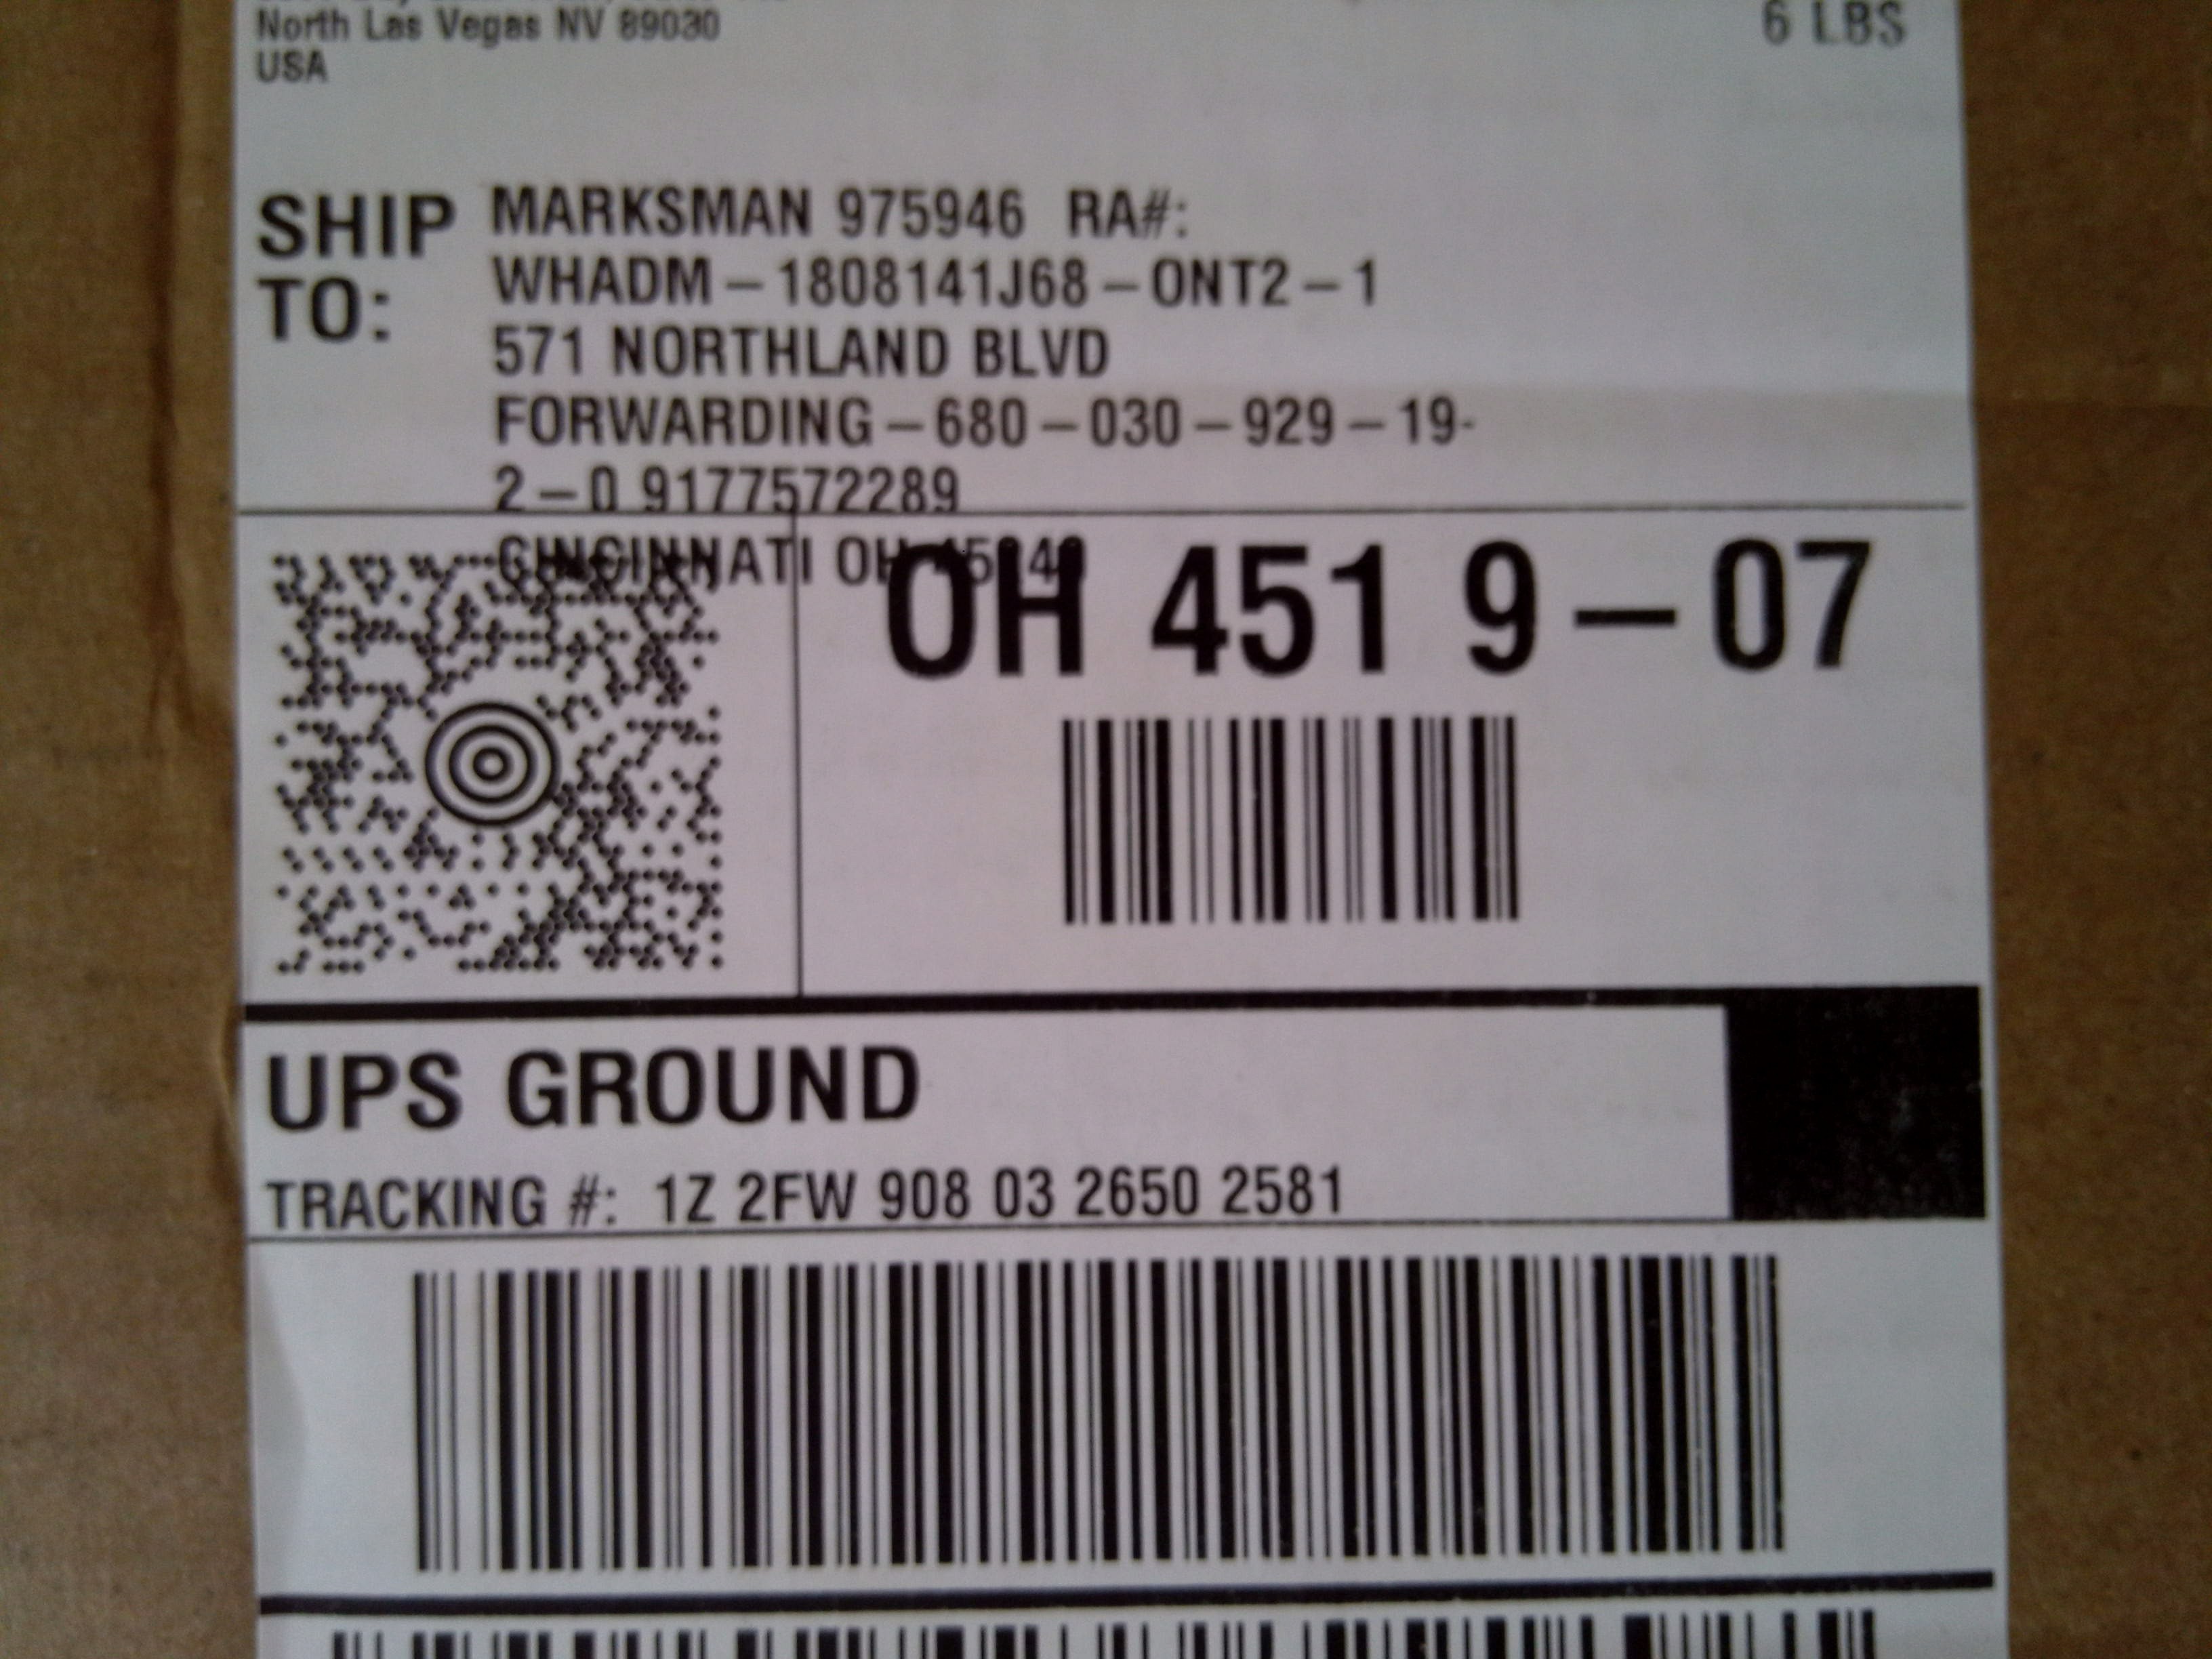 North Las Vegas NV 89030
USA
6 LBS
SHIP TO:
MARKSMAN 975946 RA#:
WHADM-1808141J68-ONT2-1
571 NORTHLAND BLVD
FORWARDING-680-030-929-19-
2-0 9177572289
CINCINNATI OH
OH 451 9-07
UPS GROUND
TRACKING #: 1Z 2FW 908 03 2650 2581